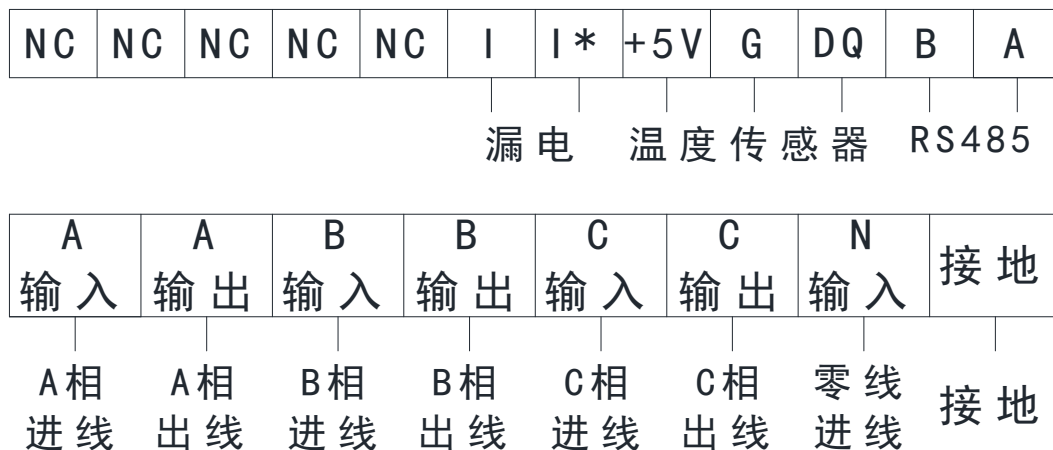 NC NC NC NC NC I I* +5V G DQ B A
漏电 温度传感器 RS485
A A B B C C N
输入 输出 输入 输出 输入 输出 输入 接地
A相 A相 B相 B相 C相 C相 零线
进线 出线 进线 出线 进线 出线 进线 接地